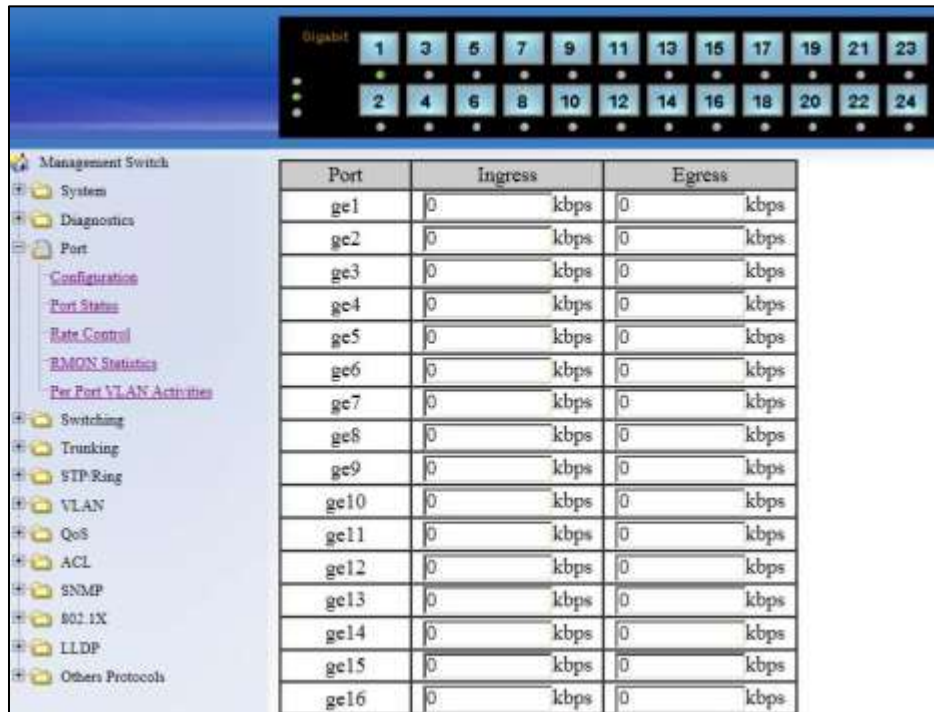 Gigabit
1 3 5 7 9 11 13 15 17 19 21 23
2 4 6 8 10 12 14 16 18 20 22 24
Management Switch
System
Diagnostics
Port
Configuration
Port Status
Rate Control
RMON Statistics
Per Port VLAN Activities
Switching
Trunking
STP/Ring
VLAN
QoS
ACL
SNMP
802.1X
LLDP
Others Protocols
Port Ingress Egress
ge1 0 kbps 0 kbps
ge2 0 kbps 0 kbps
ge3 0 kbps 0 kbps
ge4 0 kbps 0 kbps
ge5 0 kbps 0 kbps
ge6 0 kbps 0 kbps
ge7 0 kbps 0 kbps
ge8 0 kbps 0 kbps
ge9 0 kbps 0 kbps
ge10 0 kbps 0 kbps
ge11 0 kbps 0 kbps
ge12 0 kbps 0 kbps
ge13 0 kbps 0 kbps
ge14 0 kbps 0 kbps
ge15 0 kbps 0 kbps
ge16 0 kbps 0 kbps